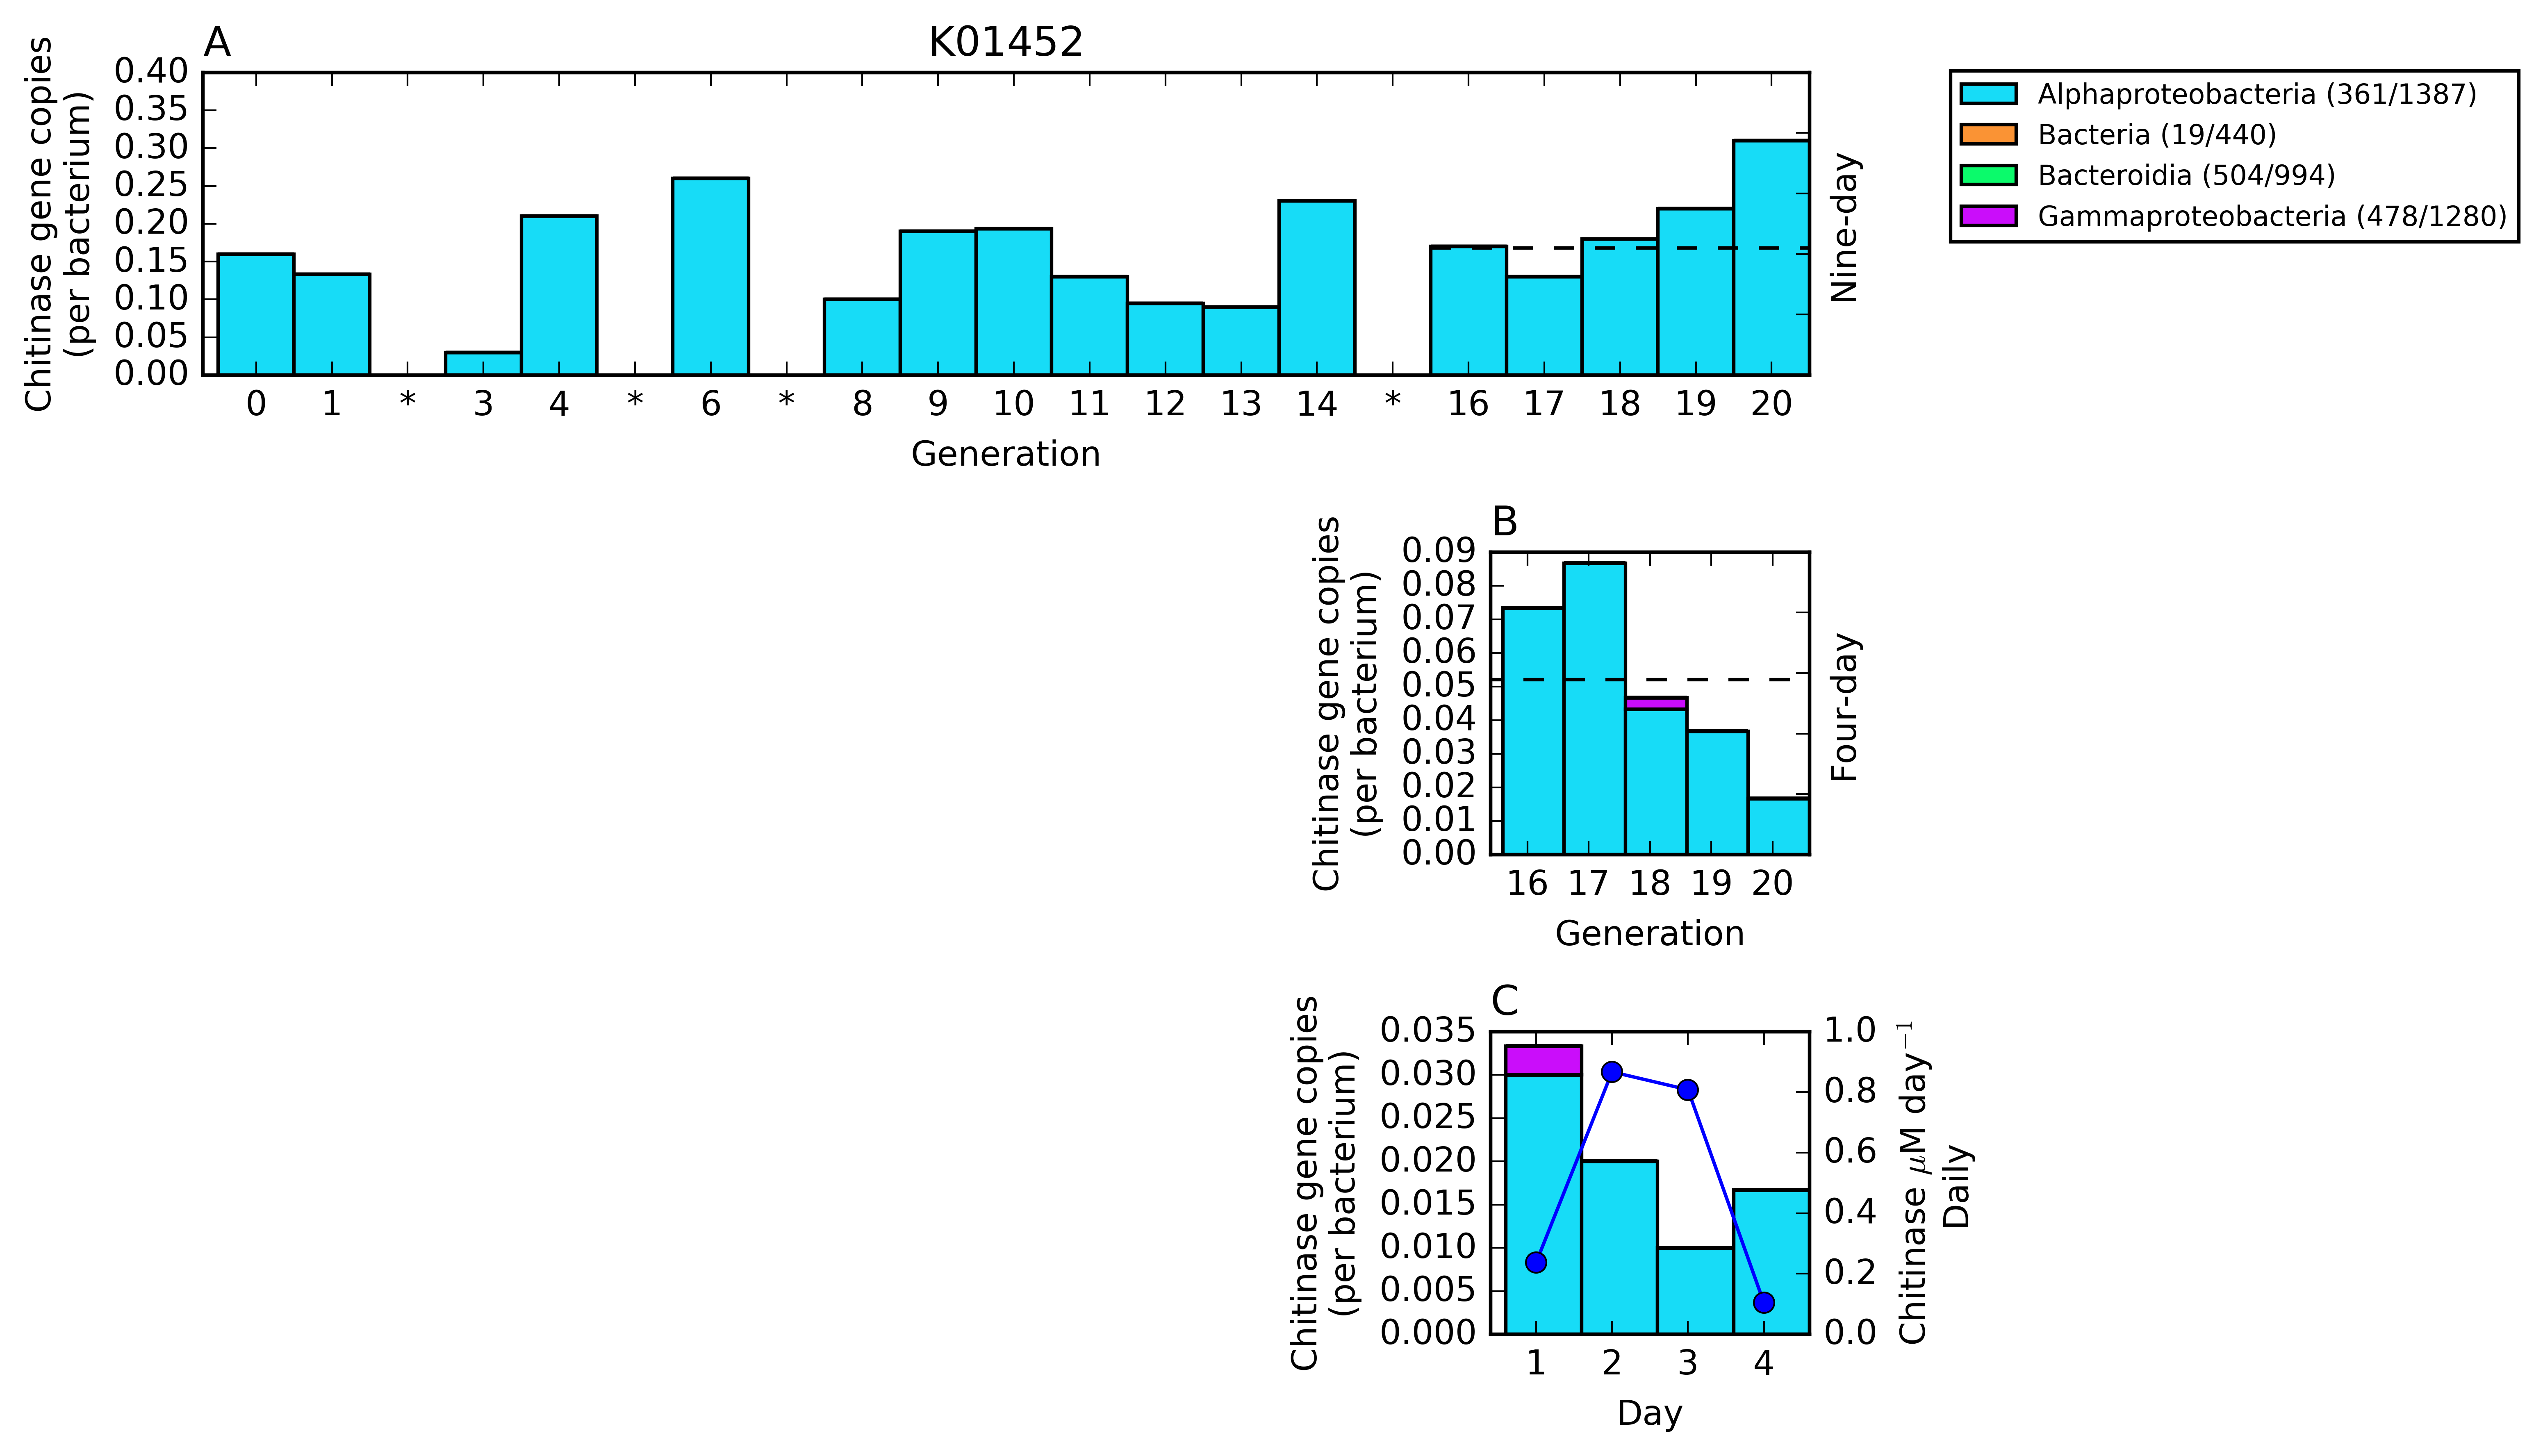 A
K01452
Chitinase gene copies
(per bacterium)
0.40
0.35
0.30
0.25
0.20
0.15
0.10
0.05
0.00
0 1 * 3 4 * 6 * 8 9 10 11 12 13 14 * 16 17 18 19 20
Generation
Nine-day
Alphaproteobacteria (361/1387)
Bacteria (19/440)
Bacteroidia (504/994)
Gammaproteobacteria (478/1280)
B
Chitinase gene copies
(per bacterium)
0.09
0.08
0.07
0.06
0.05
0.04
0.03
0.02
0.01
0.00
16 17 18 19 20
Generation
Four-day
C
Chitinase gene copies
(per bacterium)
0.035
0.030
0.025
0.020
0.015
0.010
0.005
0.000
1 2 3 4
Day
1.0
0.8
0.6
0.4
0.2
0.0
Chitinase μM day⁻¹
Daily